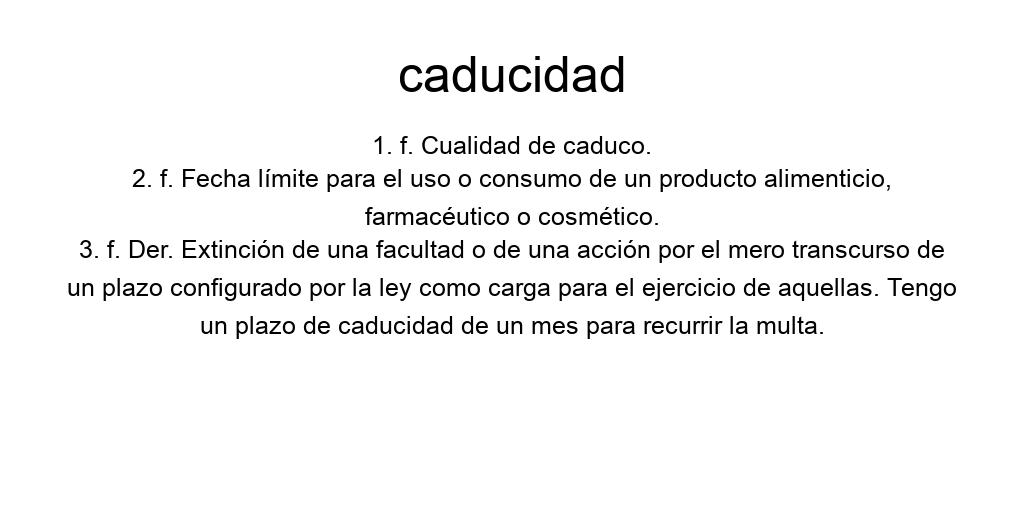 caducidad
1. f. Cualidad de caduco.
2. f. Fecha límite para el uso o consumo de un producto alimenticio,
farmacéutico o cosmético.
3. f. Der. Extinción de una facultad o de una acción por el mero transcurso de
un plazo configurado por la ley como carga para el ejercicio de aquellas. Tengo
un plazo de caducidad de un mes para recurrir la multa.